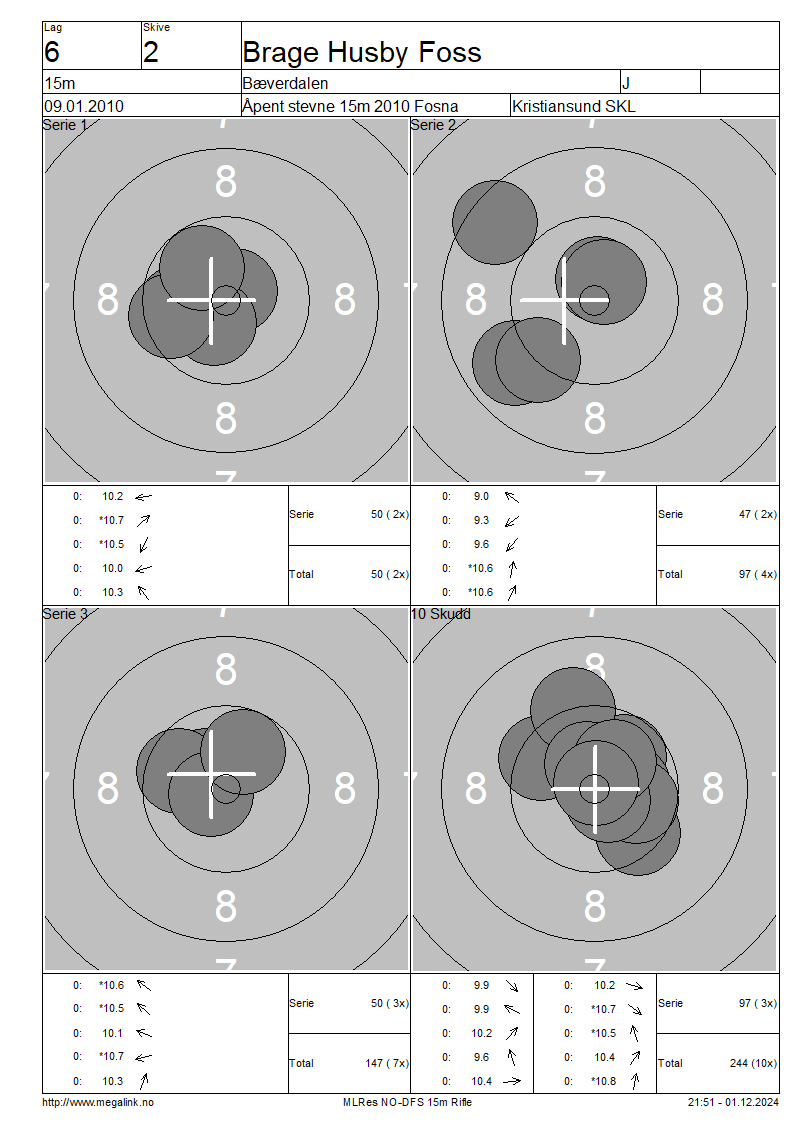 Lag Skive
6 2 Brage Husby Foss
15m Bæverdalen J
09.01.2010 Åpent stevne 15m 2010 Fosna Kristiansund SKL
Serie 1 Serie 2
7 7
8 8
8 8 8 8
8 8
7 7
0: 10.2 0: 9.0
Serie 50 ( 2x) Serie 47 ( 2x)
0: *10.7 0: 9.3
0: *10.5 0: 9.6
0: 10.0 0: *10.6
Total 50 ( 2x) Total 97 ( 4x)
0: 10.3 0: *10.6
Serie 3 10 Skudd
7 7
8 8
8 8 8 8
8 8
7 7
0: *10.6 0: 9.9 0: 10.2
Serie 50 ( 3x) Serie 97 ( 3x)
0: *10.5 0: 9.9 0: *10.7
0: 10.1 0: 10.2 0: *10.5
0: *10.7 0: 9.6 0: 10.4
Total 147 ( 7x) Total 244 (10x)
0: 10.3 0: 10.4 0: *10.8
http://www.megalink.no MLRes NO-DFS 15m Rifle 21:51 - 01.12.2024